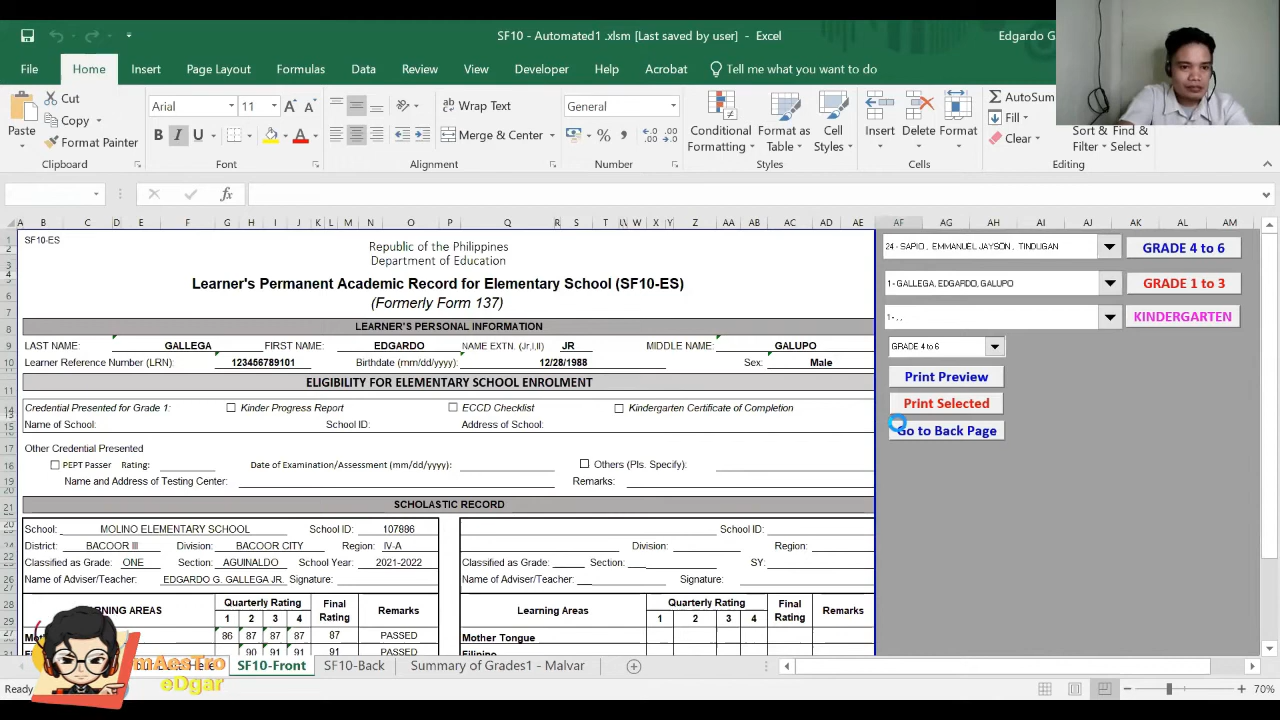 SF10 - Automated1 .xlsm [Last saved by user] - Excel
Edgardo G
File Home Insert Page Layout Formulas Data Review View Developer Help Acrobat Tell me what you want to do
Paste
Cut
Copy
Format Painter
Arial 11
B I U
Wrap Text
Merge & Center
General
Conditional Formatting
Format as Table
Cell Styles
Insert Delete Format
AutoSum
Fill
Clear
Sort & Filter
Find & Select
Clipboard Font Alignment Number Styles Cells Editing
SF10-ES
Republic of the Philippines
Department of Education
Learner's Permanent Academic Record for Elementary School (SF10-ES)
(Formerly Form 137)
LEARNER'S PERSONAL INFORMATION
LAST NAME: GALLEGA FIRST NAME: EDGARDO NAME EXTN. (Jr,I,II) JR MIDDLE NAME: GALUPO
Learner Reference Number (LRN): 123456789101 Birthdate (mm/dd/yyyy): 12/28/1988 Sex: Male
ELIGIBILITY FOR ELEMENTARY SCHOOL ENROLMENT
Credential Presented for Grade 1: Kinder Progress Report ECCD Checklist Kindergarten Certificate of Completion
Name of School: School ID: Address of School:
Other Credential Presented
PEPT Passer Rating: Date of Examination/Assessment (mm/dd/yyyy): Others (Pls. Specify):
Name and Address of Testing Center: Remarks:
SCHOLASTIC RECORD
School: MOLINO ELEMENTARY SCHOOL School ID: 107886
District: BACOOR III Division: BACOOR CITY Region: IV-A
Classified as Grade: ONE Section: AGUINALDO School Year: 2021-2022
Name of Adviser/Teacher: EDGARDO G. GALLEGA JR. Signature:
LEARNING AREAS Quarterly Rating Final Rating Remarks
1 2 3 4
86 87 87 87 87 PASSED
90 91 91 PASSED
School ID:
Division: Region:
Classified as Grade: Section: SY:
Name of Adviser/Teacher: Signature:
Learning Areas Quarterly Rating Final Rating Remarks
1 2 3 4
Mother Tongue
Filipino
24 - SAPIO , EMMANUEL JAYSON , TINDUGAN
GRADE 4 to 6
1 - GALLEGA, EDGARDO, GALUPO
GRADE 1 to 3
1 - , ,
KINDERGARTEN
GRADE 4 to 6
Print Preview
Print Selected
Go to Back Page
mAesTro
eDgar
Here SF10-Front SF10-Back Summary of Grades1 - Malvar
70%